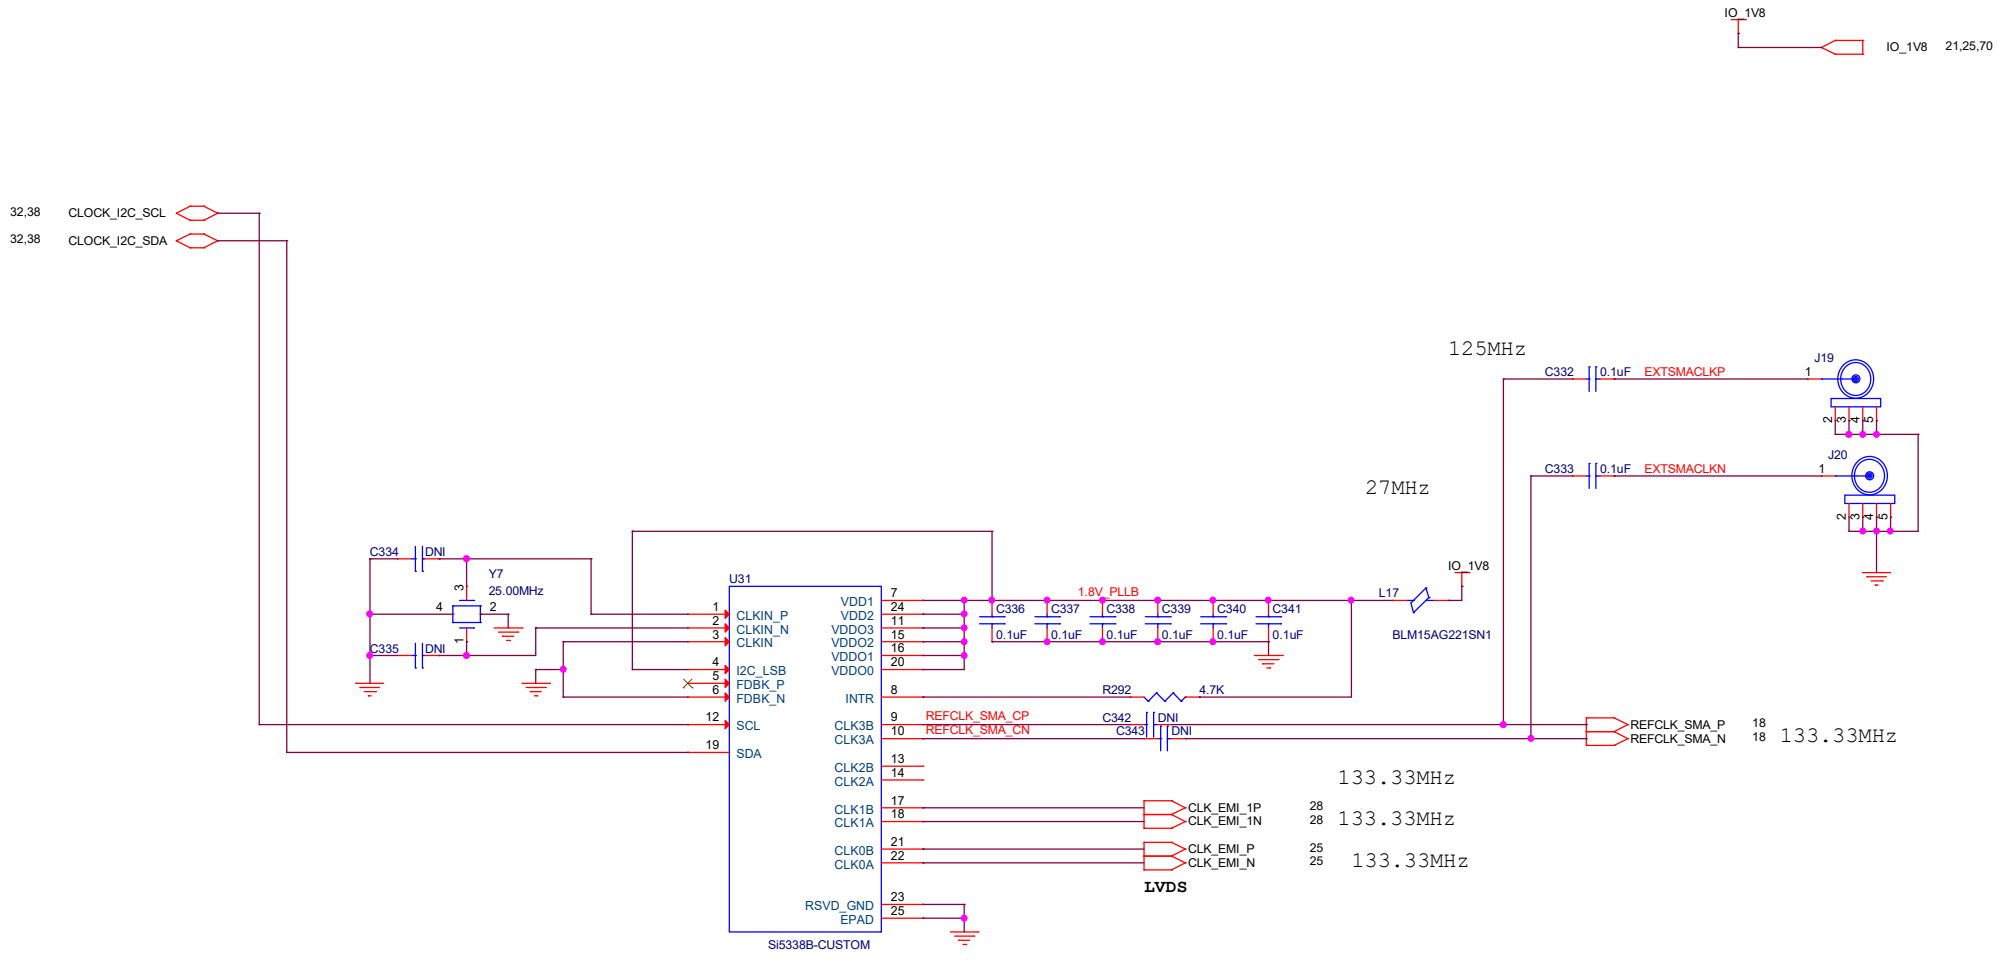 IO_1V8
IO_1V8 21,25,70
32,38 CLOCK_I2C_SCL
32,38 CLOCK_I2C_SDA
125MHz
J19
C332 0.1uF EXTSMACLKP 1
2 3 4 5
J20
C333 0.1uF EXTSMACLKN 1
27MHz
2 3 4 5
C334 DNI
Y7
25.00MHz
3
4 2
1
C335 DNI
U31
1 CLKIN_P
2 CLKIN_N
3 CLKIN
4 I2C_LSB
5 FDBK_P
6 FDBK_N
12 SCL
19 SDA
VDD1 7
VDD2 24
VDDO3 11
VDDO2 15
VDDO1 16
VDDO0 20
INTR 8
CLK3B 9
CLK3A 10
CLK2B 13
CLK2A 14
CLK1B 17
CLK1A 18
CLK0B 21
CLK0A 22
RSVD_GND 23
EPAD 25
Si5338B-CUSTOM
1.8V_PLLB
C336 C337 C338 C339 C340 C341
0.1uF 0.1uF 0.1uF 0.1uF 0.1uF 0.1uF
IO_1V8
L17
BLM15AG221SN1
R292 4.7K
REFCLK_SMA_CP C342 DNI
REFCLK_SMA_CN C343 DNI
REFCLK_SMA_P 18
REFCLK_SMA_N 18 133.33MHz
133.33MHz
CLK_EMI_1P 28
CLK_EMI_1N 28 133.33MHz
CLK_EMI_P 25
CLK_EMI_N 25 133.33MHz
LVDS